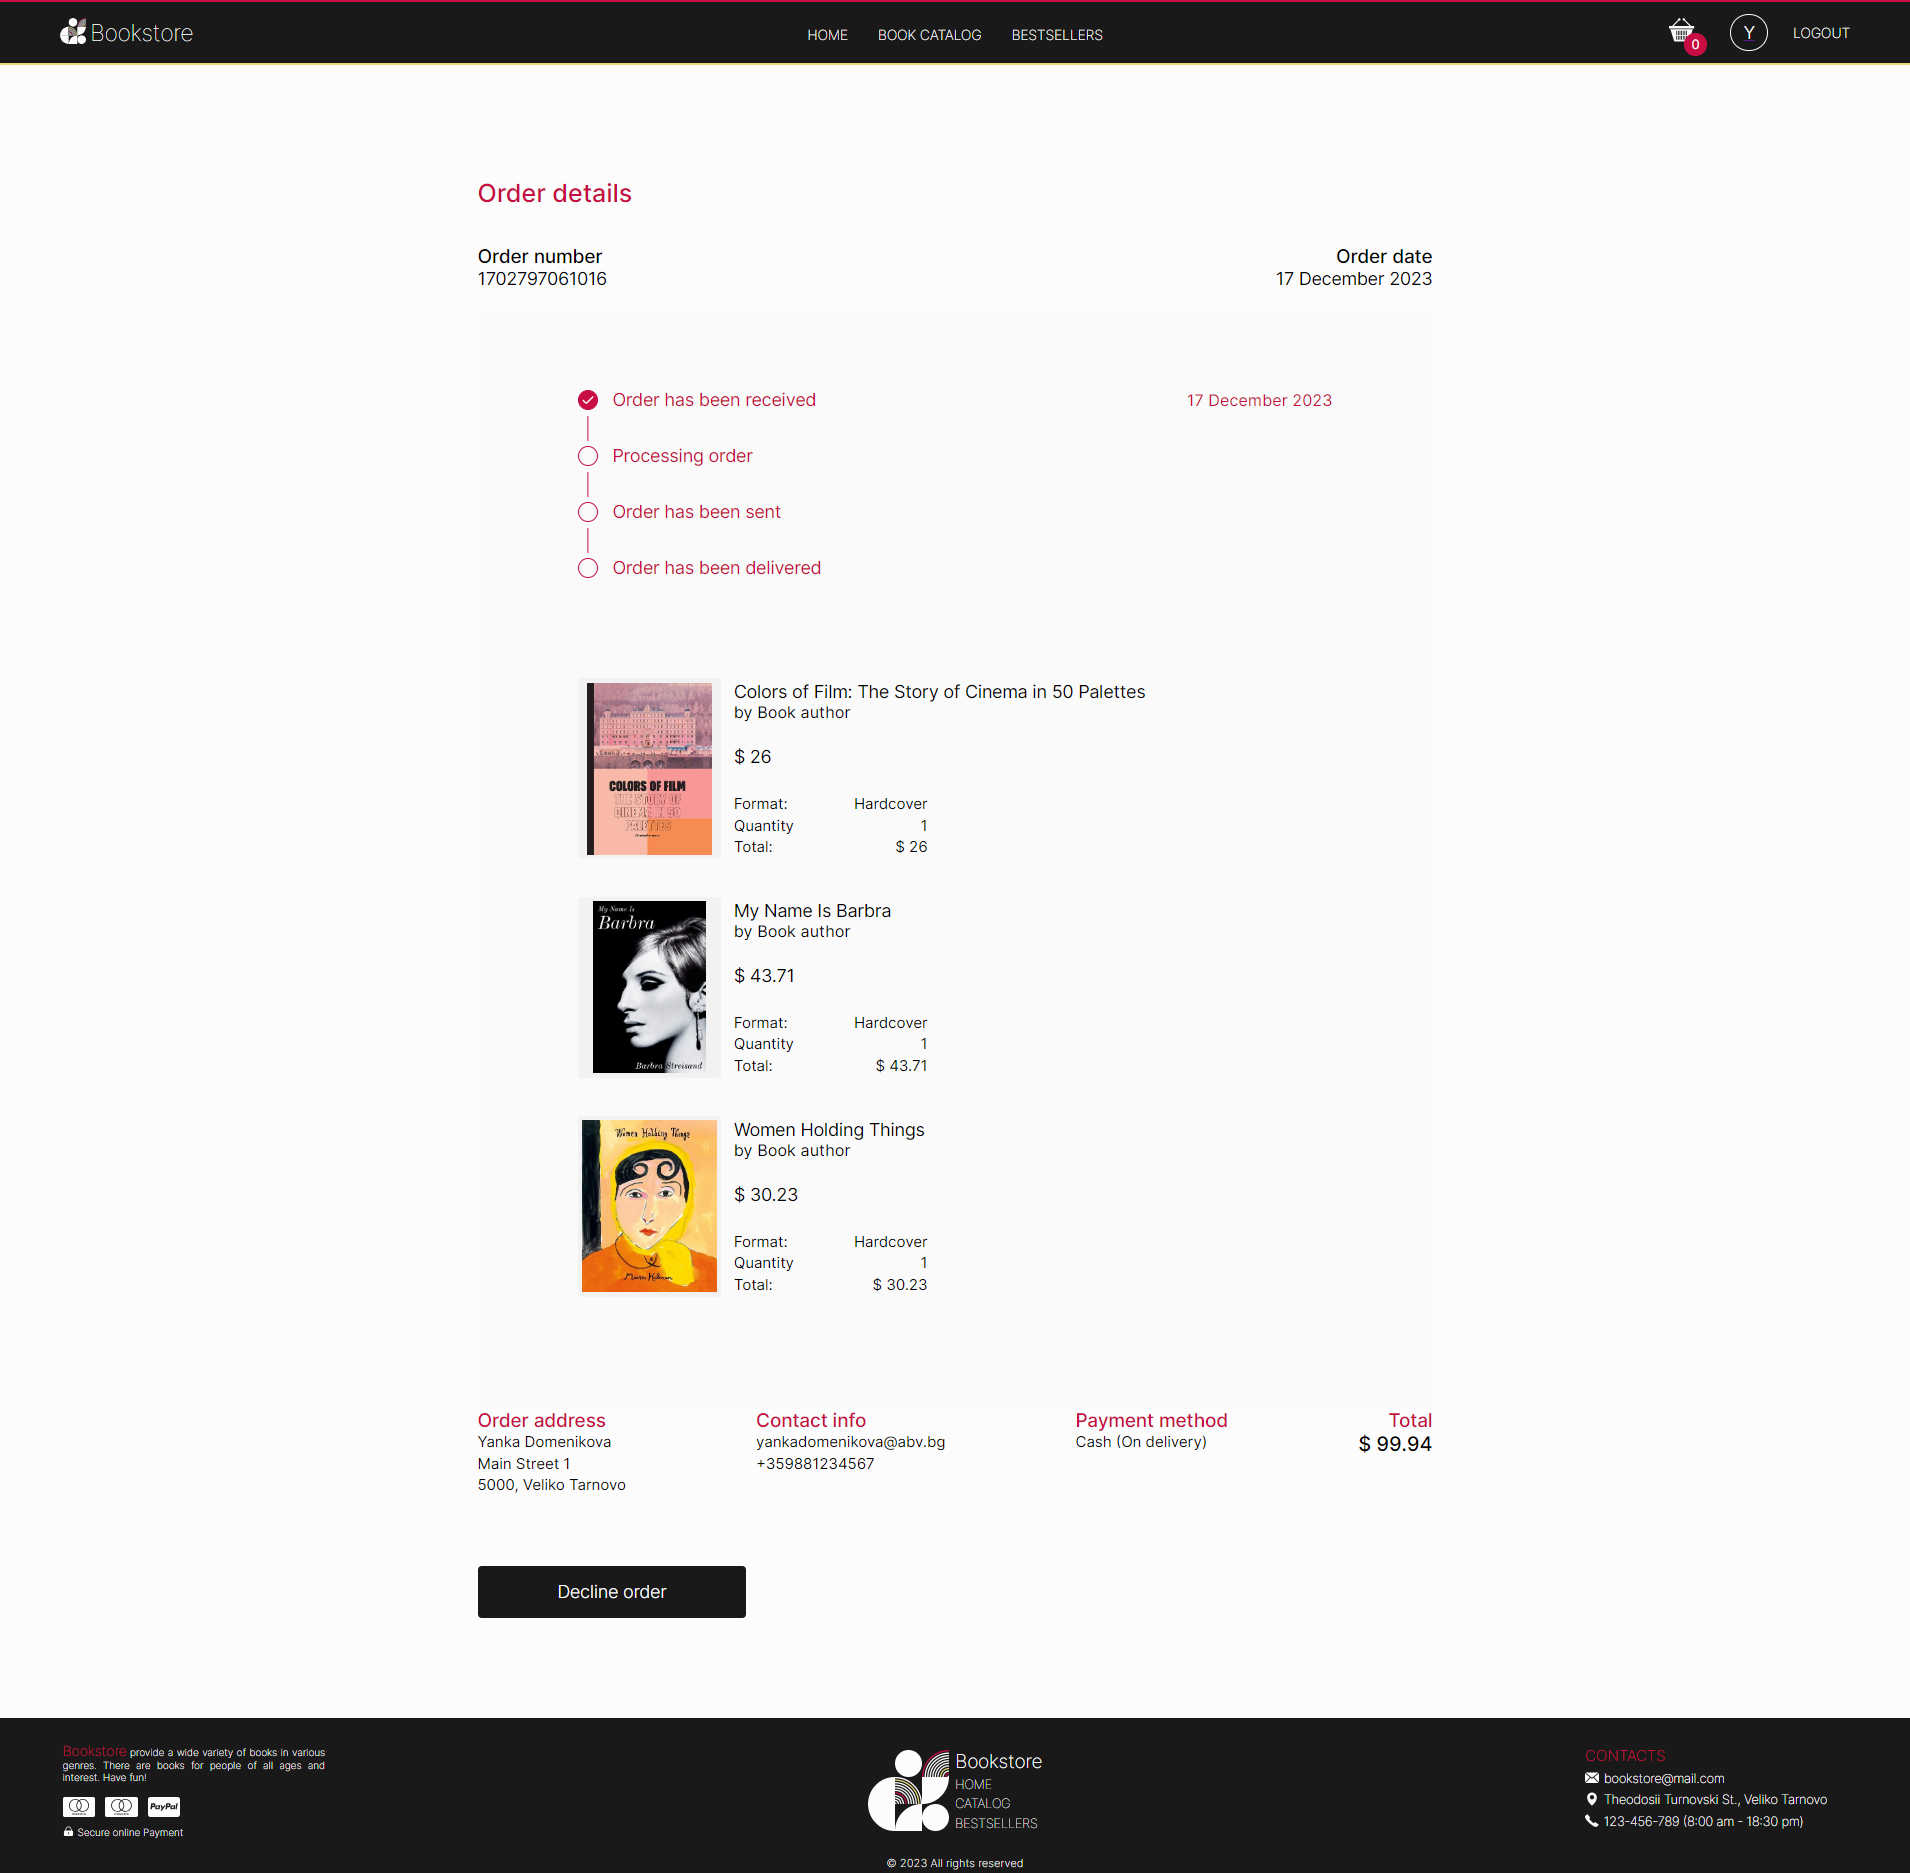 Bookstore
HOME BOOK CATALOG BESTSELLERS
0
Y
LOGOUT
Order details
Order number
1702797061016
Order date
17 December 2023
Order has been received
17 December 2023
Processing order
Order has been sent
Order has been delivered
COLORS OF FILM
THE STORY OF
CINEMA IN 50
PALETTES
Colors of Film: The Story of Cinema in 50 Palettes
by Book author
$ 26
Format: Hardcover
Quantity 1
Total: $ 26
My Name Is
Barbra
Barbra Streisand
My Name Is Barbra
by Book author
$ 43.71
Format: Hardcover
Quantity 1
Total: $ 43.71
Women Holding Things
Maira Kalman
Women Holding Things
by Book author
$ 30.23
Format: Hardcover
Quantity 1
Total: $ 30.23
Order address
Yanka Domenikova
Main Street 1
5000, Veliko Tarnovo
Contact info
yankadomenikova@abv.bg
+359881234567
Payment method
Cash (On delivery)
Total
$ 99.94
Decline order
Bookstore provide a wide variety of books in various
genres. There are books for people of all ages and
interest. Have fun!
PayPal
Secure online Payment
Bookstore
HOME
CATALOG
BESTSELLERS
© 2023 All rights reserved
CONTACTS
bookstore@mail.com
Theodosii Turnovski St., Veliko Tarnovo
123-456-789 (8:00 am - 18:30 pm)